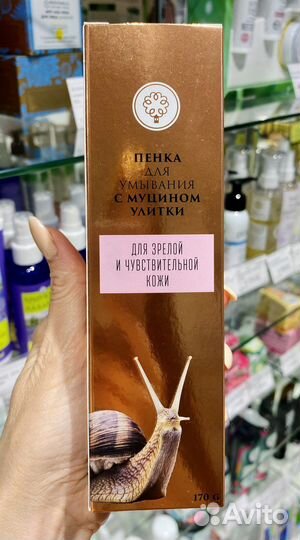 ПЕНКА
ДЛЯ
УМЫВАНИЯ
С МУЦИНОМ
УЛИТКИ
ДЛЯ ЗРЕЛОЙ
И ЧУВСТВИТЕЛЬНОЙ
КОЖИ
170 G
Avito